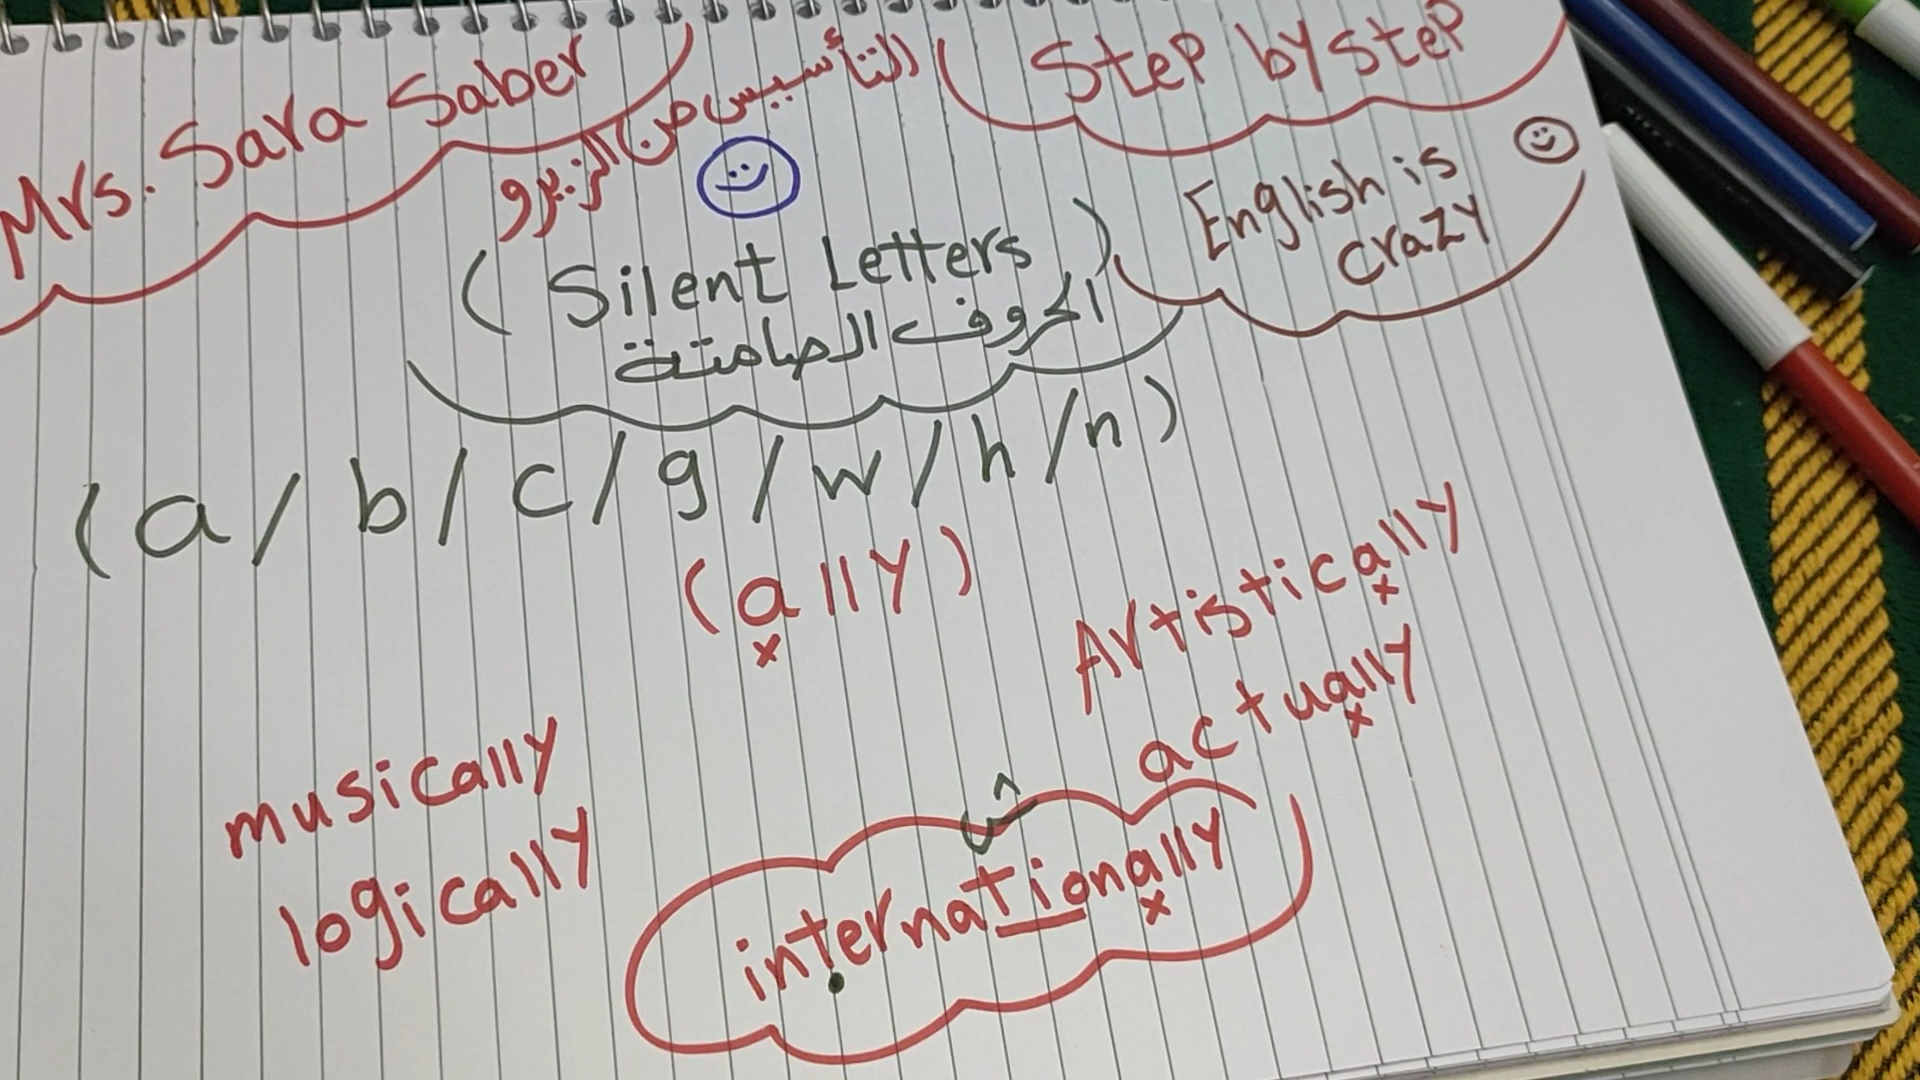 Mrs. Sara Saber
التأسيس من الزيرو
Step by step
English is
crazy
( Silent Letters )
الحروف الصامتة
( a / b / c / g / w / h / n )
( ally )
x
Artistically
x
actually
x
musically
logically
ش
internationally
x